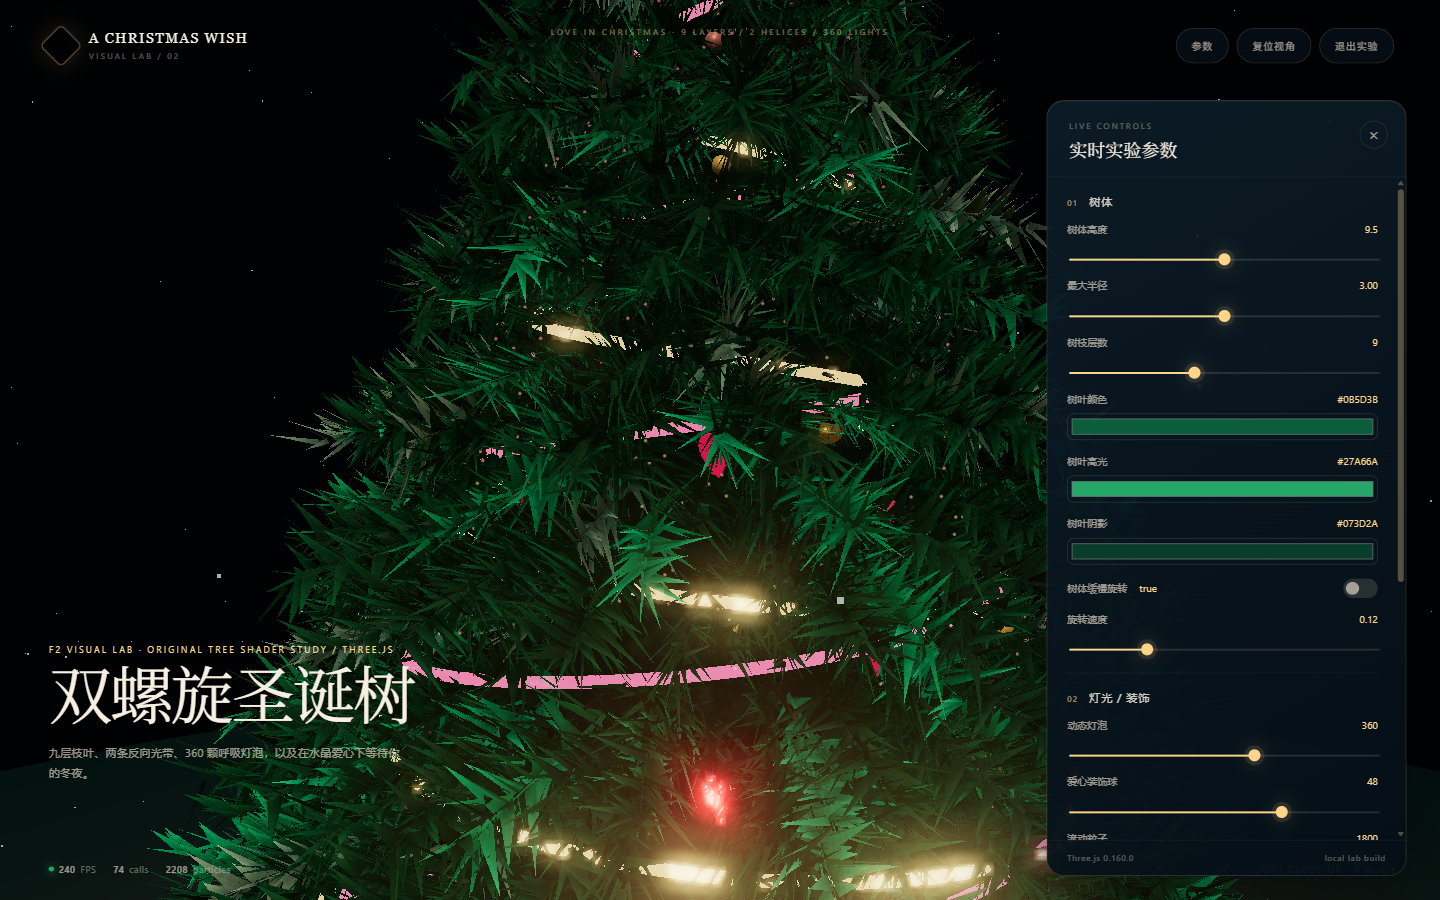 A CHRISTMAS WISH
VISUAL LAB / 02
LOVE IN CHRISTMAS · 9 LAYERS / 2 HELICES / 360 LIGHTS
参数
复位视角
退出实验
LIVE CONTROLS
实时实验参数
×
01 树体
树体高度 9.5
最大半径 3.00
树枝层数 9
树叶颜色 #0B5D3B
树叶高光 #27A66A
树叶阴影 #073D2A
树体缓慢旋转 true
旋转速度 0.12
02 灯光 / 装饰
动态灯泡 360
爱心装饰球 48
流动粒子 1800
Three.js 0.160.0 local lab build
F2 VISUAL LAB · ORIGINAL TREE SHADER STUDY / THREE.JS
双螺旋圣诞树
九层枝叶、两条反向光带、360 颗呼吸灯泡，以及在水晶爱心下等待你
的冬夜。
240 FPS 74 calls 2208 particles